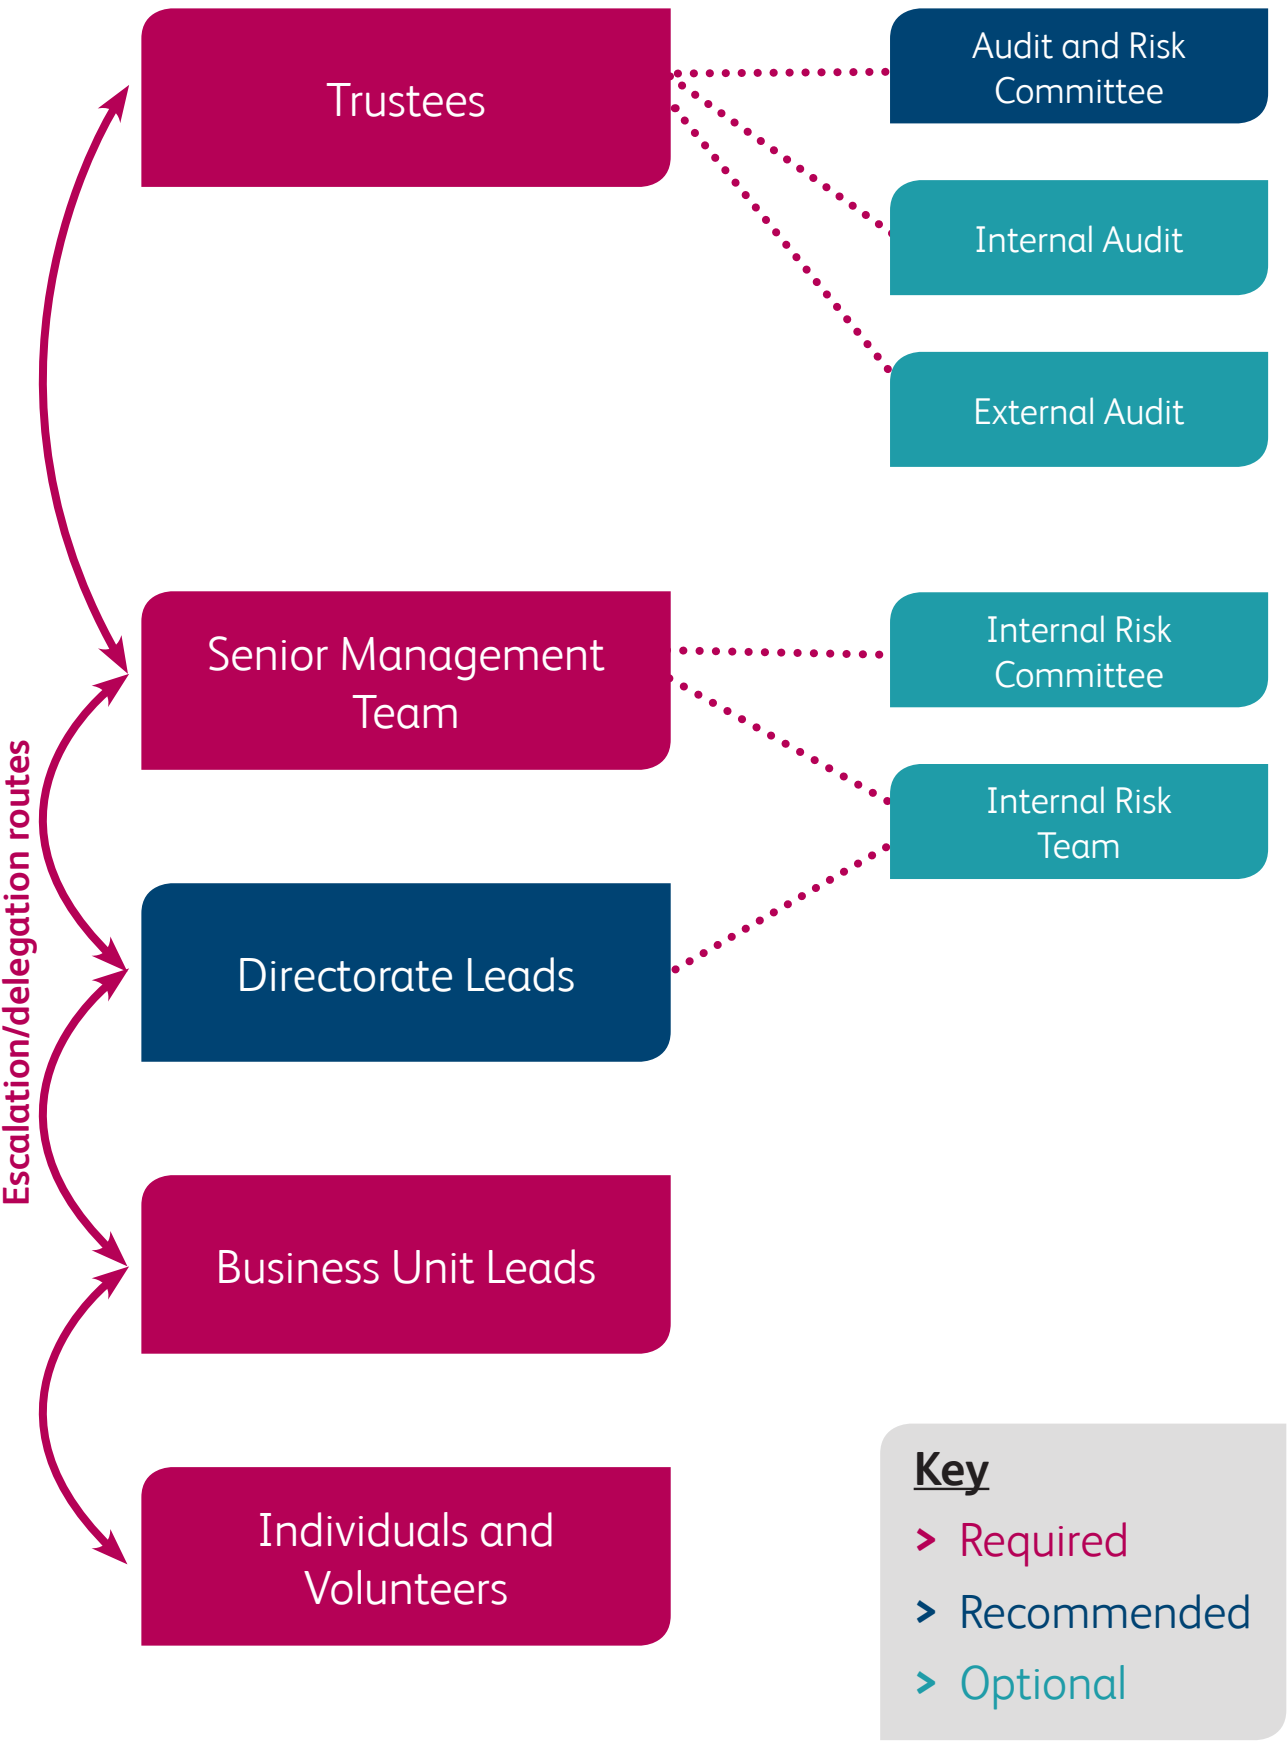 Trustees
Audit and Risk
Committee
Internal Audit
External Audit
Senior Management
Team
Internal Risk
Committee
Internal Risk
Team
Escalation/delegation routes
Directorate Leads
Business Unit Leads
Individuals and
Volunteers
Key
> Required
> Recommended
> Optional